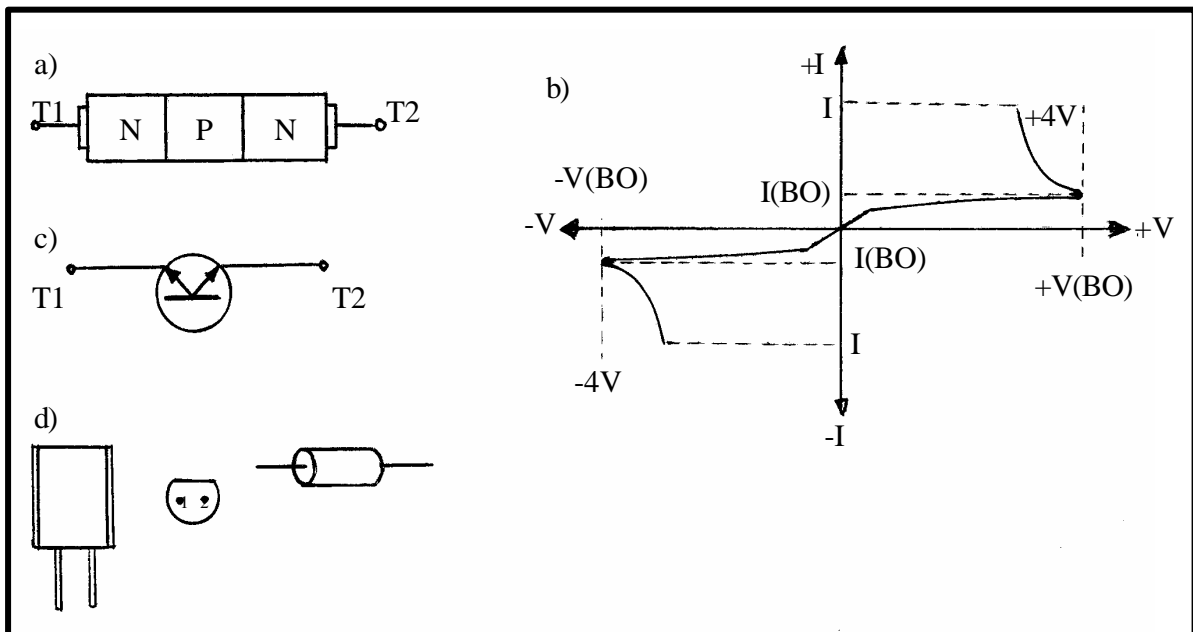 a)
T1 N P N T2
c)
T1 T2
d)
1 2
b)
+I
I
+4V
-V(BO)
I(BO)
-V +V
I(BO)
+V(BO)
I
-4V
-I